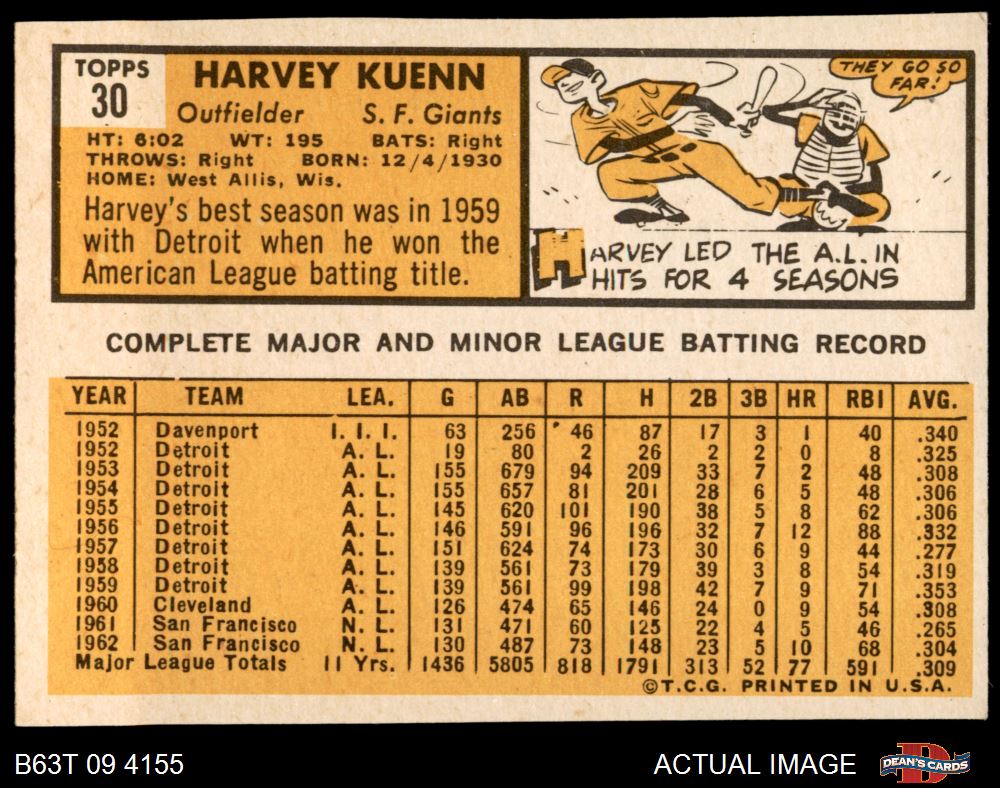 TOPPS
30
HARVEY KUENN
Outfielder S. F. Giants
HT: 6:02 WT: 195 BATS: Right
THROWS: Right BORN: 12/4/1930
HOME: West Allis, Wis.
Harvey's best season was in 1959
with Detroit when he won the
American League batting title.
THEY GO SO
FAR!
HARVEY LED THE A.L. IN
HITS FOR 4 SEASONS
COMPLETE MAJOR AND MINOR LEAGUE BATTING RECORD
YEAR TEAM LEA. G AB R H 2B 3B HR RBI AVG.
1952 Davenport I. I. I. 63 256 46 87 17 3 1 40 .340
1952 Detroit A. L. 19 80 2 26 2 2 0 8 .325
1953 Detroit A. L. 155 679 94 209 33 7 2 48 .308
1954 Detroit A. L. 155 657 81 201 28 6 5 48 .306
1955 Detroit A. L. 145 620 101 190 38 5 8 62 .306
1956 Detroit A. L. 146 591 96 196 32 7 12 88 .332
1957 Detroit A. L. 151 624 74 173 30 6 9 44 .277
1958 Detroit A. L. 139 561 73 179 39 3 8 54 .319
1959 Detroit A. L. 139 561 99 198 42 7 9 71 .353
1960 Cleveland A. L. 126 474 65 146 24 0 9 54 .308
1961 San Francisco N. L. 131 471 60 125 22 4 5 46 .265
1962 San Francisco N. L. 130 487 73 148 23 5 10 68 .304
Major League Totals 11 Yrs. 1436 5805 818 1791 313 52 77 591 .309
©T.C.G. PRINTED IN U.S.A.
B63T 09 4155 ACTUAL IMAGE
D
DEAN'S CARDS